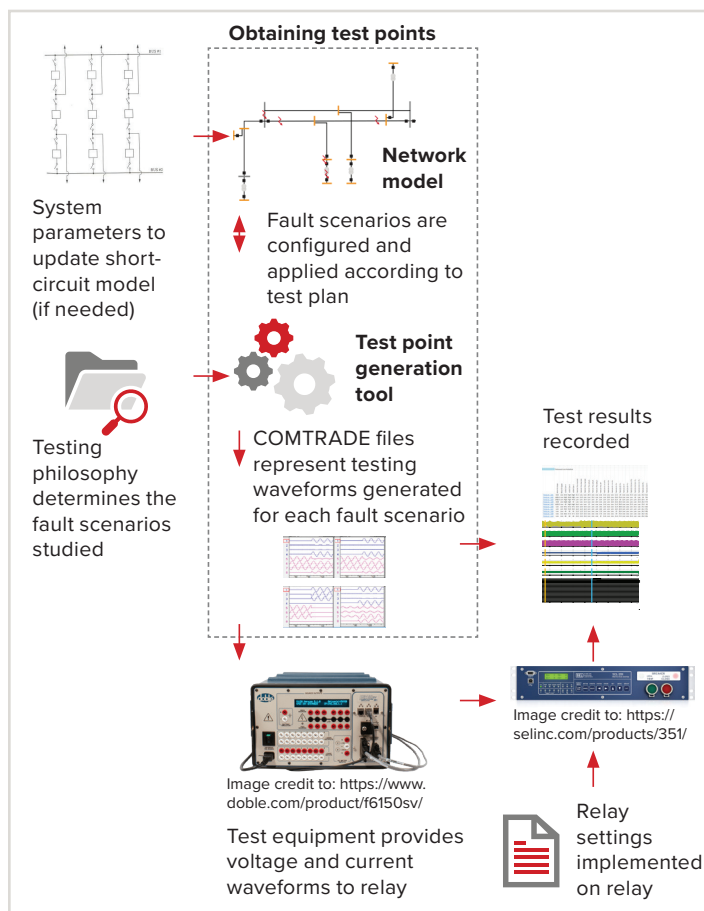 Obtaining test points
Network
model
System
parameters to
update short-
circuit model
(if needed)
Fault scenarios are
configured and
applied according to
test plan
Test point
generation
tool
Testing
philosophy
determines the
fault scenarios
studied
COMTRADE files
represent testing
waveforms generated
for each fault scenario
Test results
recorded
Image credit to: https://www.
doble.com/product/f6150sv/
Test equipment provides
voltage and current
waveforms to relay
Image credit to: https://
selinc.com/products/351/
Relay
settings
implemented
on relay